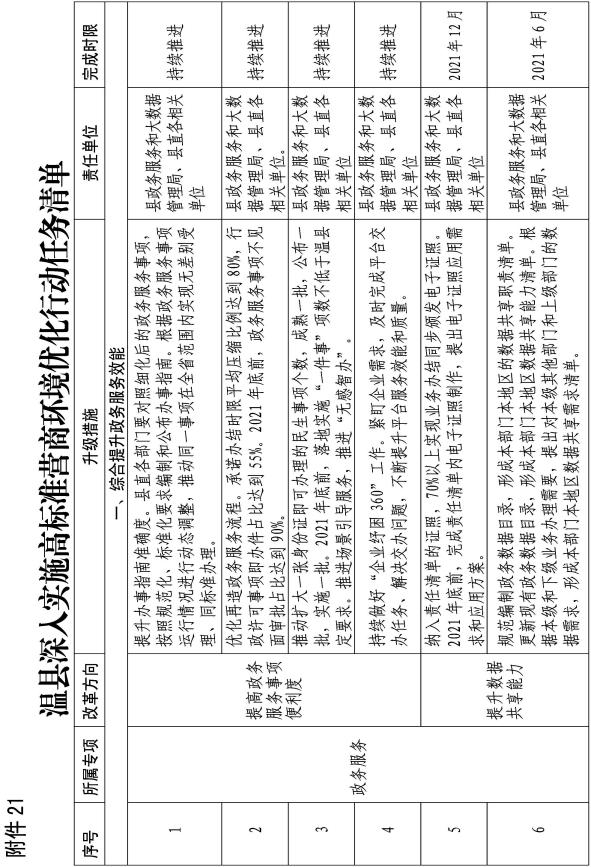 附件 21
温县深入实施高标准营商环境优化行动任务清单
序号 所属专项 改革方向 升级措施 责任单位 完成时限
一、综合提升政务服务效能
政务服务
提高政务
服务事项
便利度
1
提升办事指南准确度。县直各部门要对照细化后的政务服务事项，
按照规范化、标准化要求编制和公布办事指南。根据政务服务事项
运行情况进行动态调整，推动同一事项在全省范围内实现无差别受
理、同标准办理。
县政务服务和大数据
管理局、县直各相关
单位
持续推进
2
优化再造政务服务流程。承诺办结时限平均压缩比例达到 80%，行
政许可事项即办件占比达到 55%。2021 年底前，政务服务事项不见
面审批占比达到 90%。
县政务服务和大数
据管理局、县直各
相关单位。
持续推进
3
推动扩大一张身份证即可办理的民生事项个数，成熟一批，公布一
批，实施一批。2021 年底前，落地实施“一件事”项数不低于温县
定要求。推进场景引导服务，推进“无感智办”。
县政务服务和大数
据管理局、县直各
相关单位
持续推进
4
持续做好“企业纾困 360”工作。紧盯企业需求，及时完成平台交
办任务、解决交办问题，不断提升平台服务效能和质量。
县政务服务和大数
据管理局、县直各
相关单位
持续推进
提升数据
共享能力
5
纳入责任清单的证照，70%以上实现业务办结同步颁发电子证照。
2021 年底前，完成责任清单内电子证照制作，提出电子证照应用需
求和应用方案。
县政务服务和大数
据管理局、县直各
相关单位。
2021 年 12 月
6
规范编制政务数据目录，形成本部门本地区的数据共享职责清单。
更新现有政务数据目录，形成本部门本地区数据共享能力清单。根
据本级和下级业务办理需要，提出对本级其他部门和上级部门的数
据需求，形成本部门本地区数据共享需求清单。
县政务服务和大数据
管理局、县直各相关
单位
2021 年 6 月